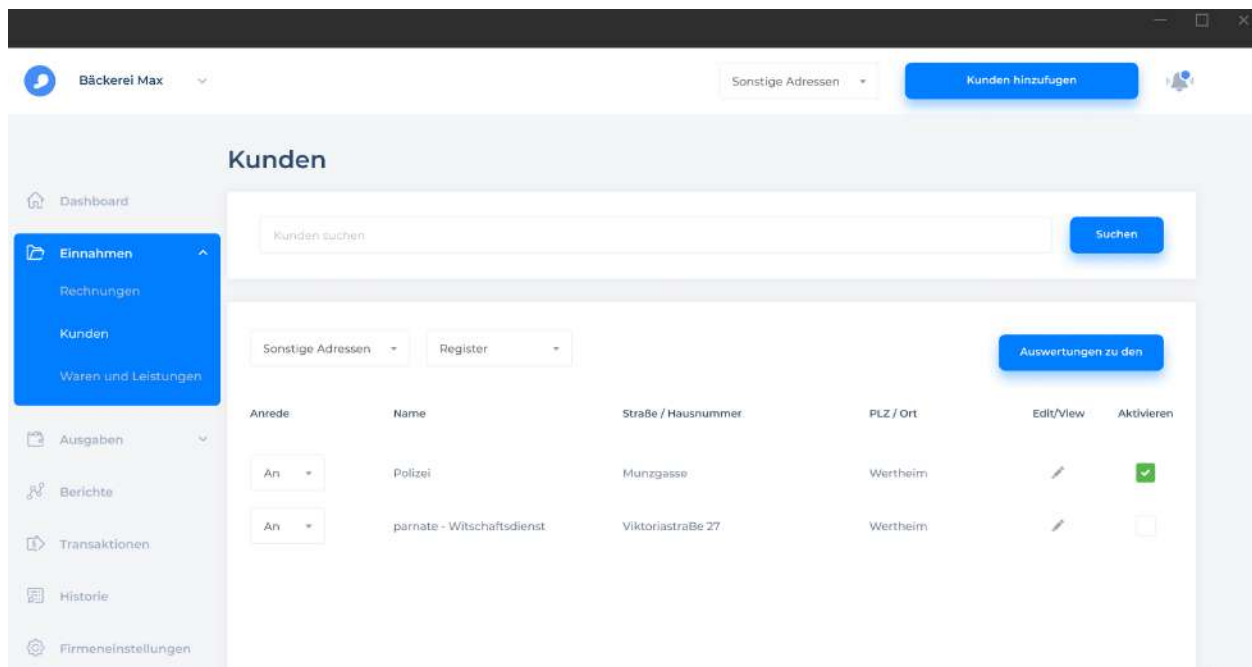 Bäckerei Max
Sonstige Adressen
Kunden hinzufugen
Kunden
Dashboard
Einnahmen
Rechnungen
Kunden
Waren und Leistungen
Ausgaben
Berichte
Transaktionen
Historie
Firmeneinstellungen
Kunden suchen
Suchen
Sonstige Adressen
Register
Auswertungen zu den
Anrede Name Straße / Hausnummer PLZ / Ort Edit/View Aktivieren
An Polizei Munzgasse Wertheim
An parnate - Witschaftsdienst Viktoriastraße 27 Wertheim